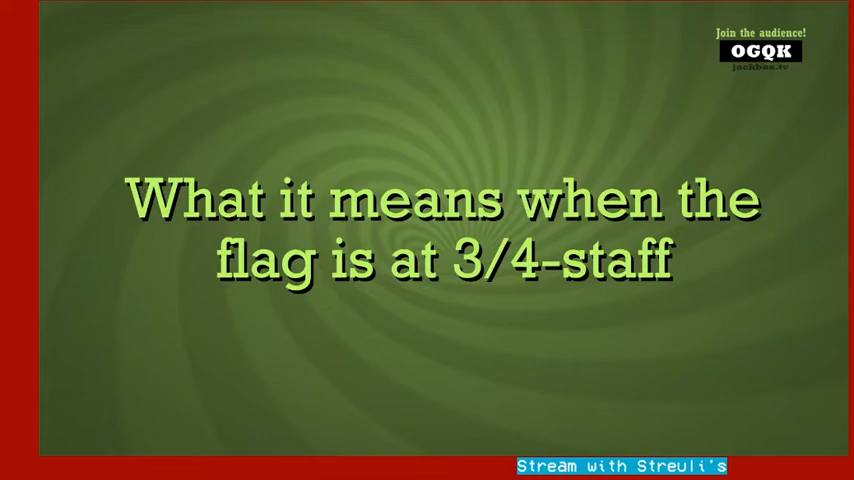 Join the audience!
OGQK
jackbox.tv
What it means when the
flag is at 3/4-staff
Stream with Streuli's